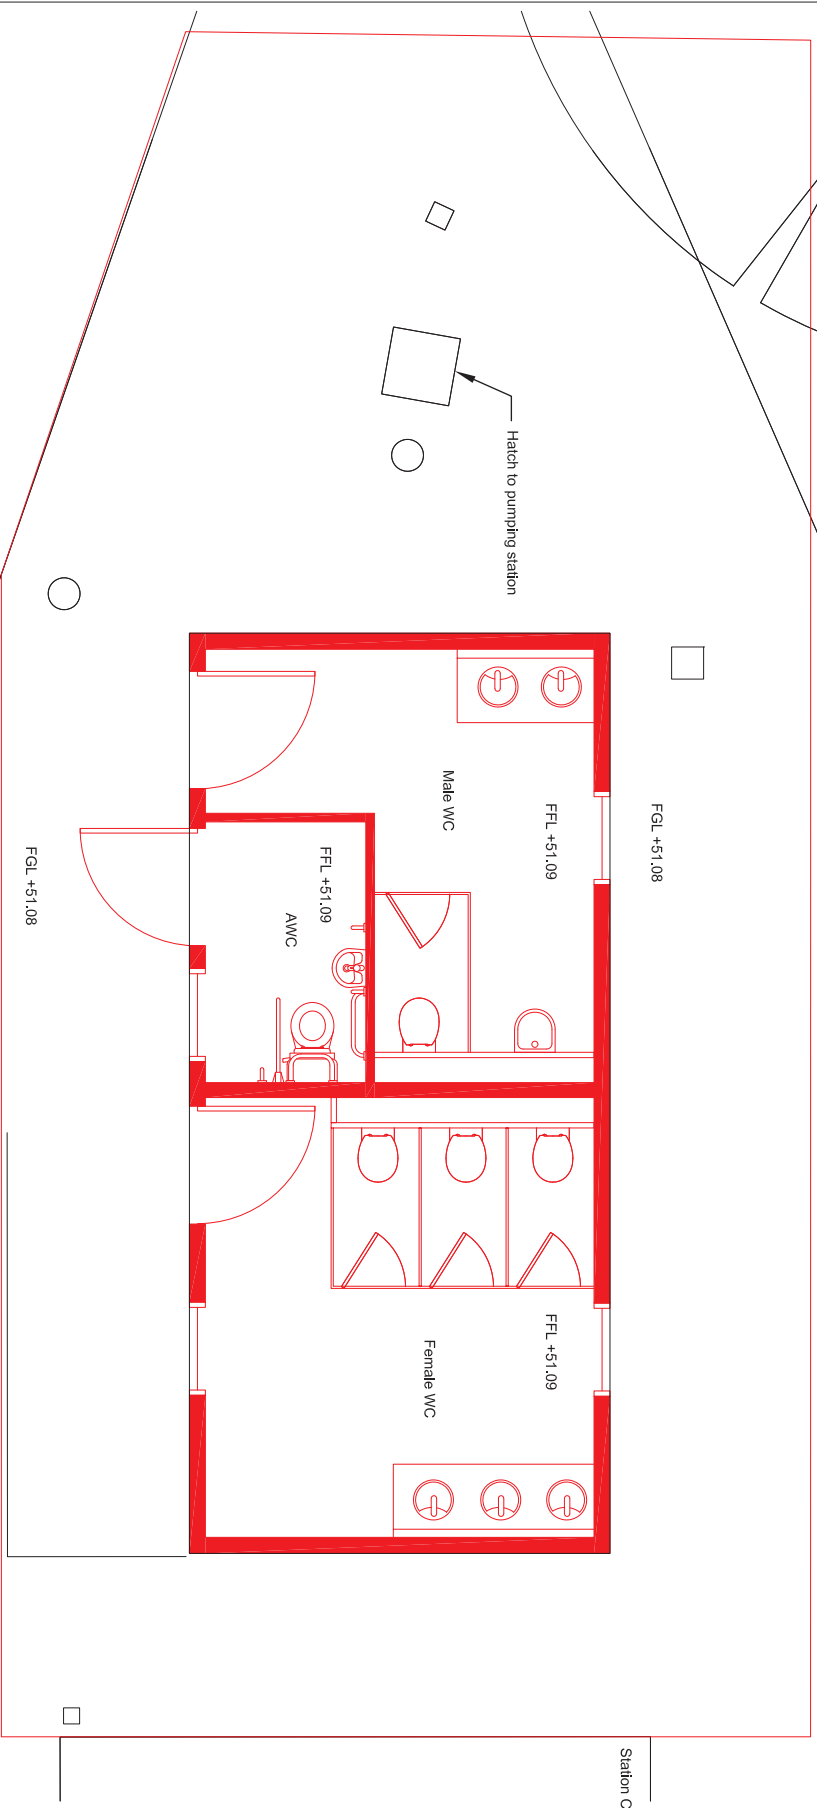 Hatch to pumping station
FGL +51.08
Male WC
FFL +51.09
FFL +51.09
AWC
FGL +51.08
FFL +51.09
Female WC
Station C